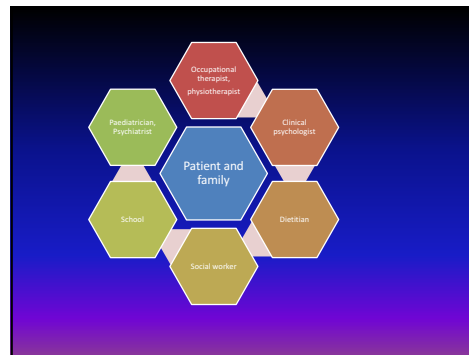 Occupational
therapist,
physiotherapist
Paediatrician,
Psychiatrist
Clinical
psychologist
Patient and
family
School
Dietitian
Social worker